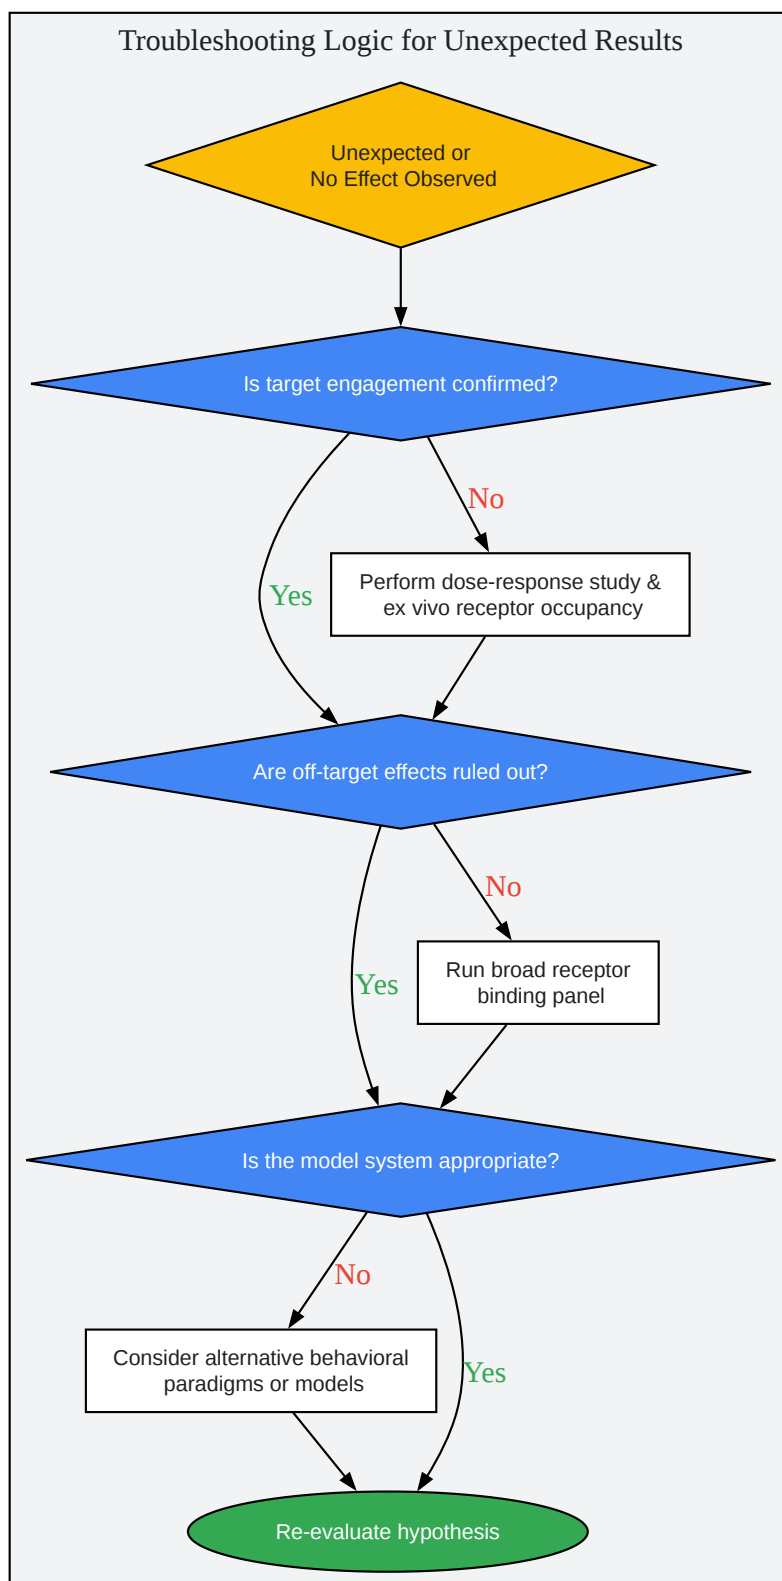 Troubleshooting Logic for Unexpected Results
Unexpected or
No Effect Observed
Is target engagement confirmed?
No
Yes
Perform dose-response study &
ex vivo receptor occupancy
Are off-target effects ruled out?
No
Yes
Run broad receptor
binding panel
Is the model system appropriate?
No
Consider alternative behavioral
paradigms or models
Yes
Re-evaluate hypothesis